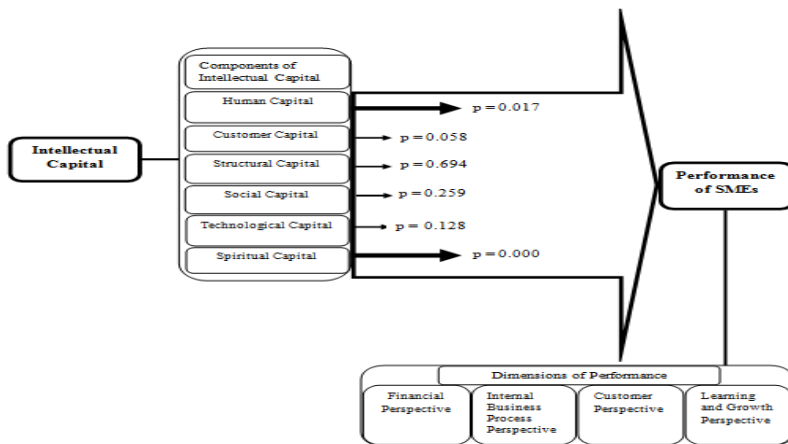 Components of
Intellectual Capital
Human Capital
p=0.017
Customer Capital
p=0.058
Intellectual
Capital
Structural Capital
p=0.694
Performance
of SMEs
Social Capital
p=0.259
Technological Capital
p=0.128
Spiritual Capital
p=0.000
Dimensions of Performance
Financial
Perspective
Internal
Business
Process
Perspective
Customer
Perspective
Learning
and Growth
Perspective